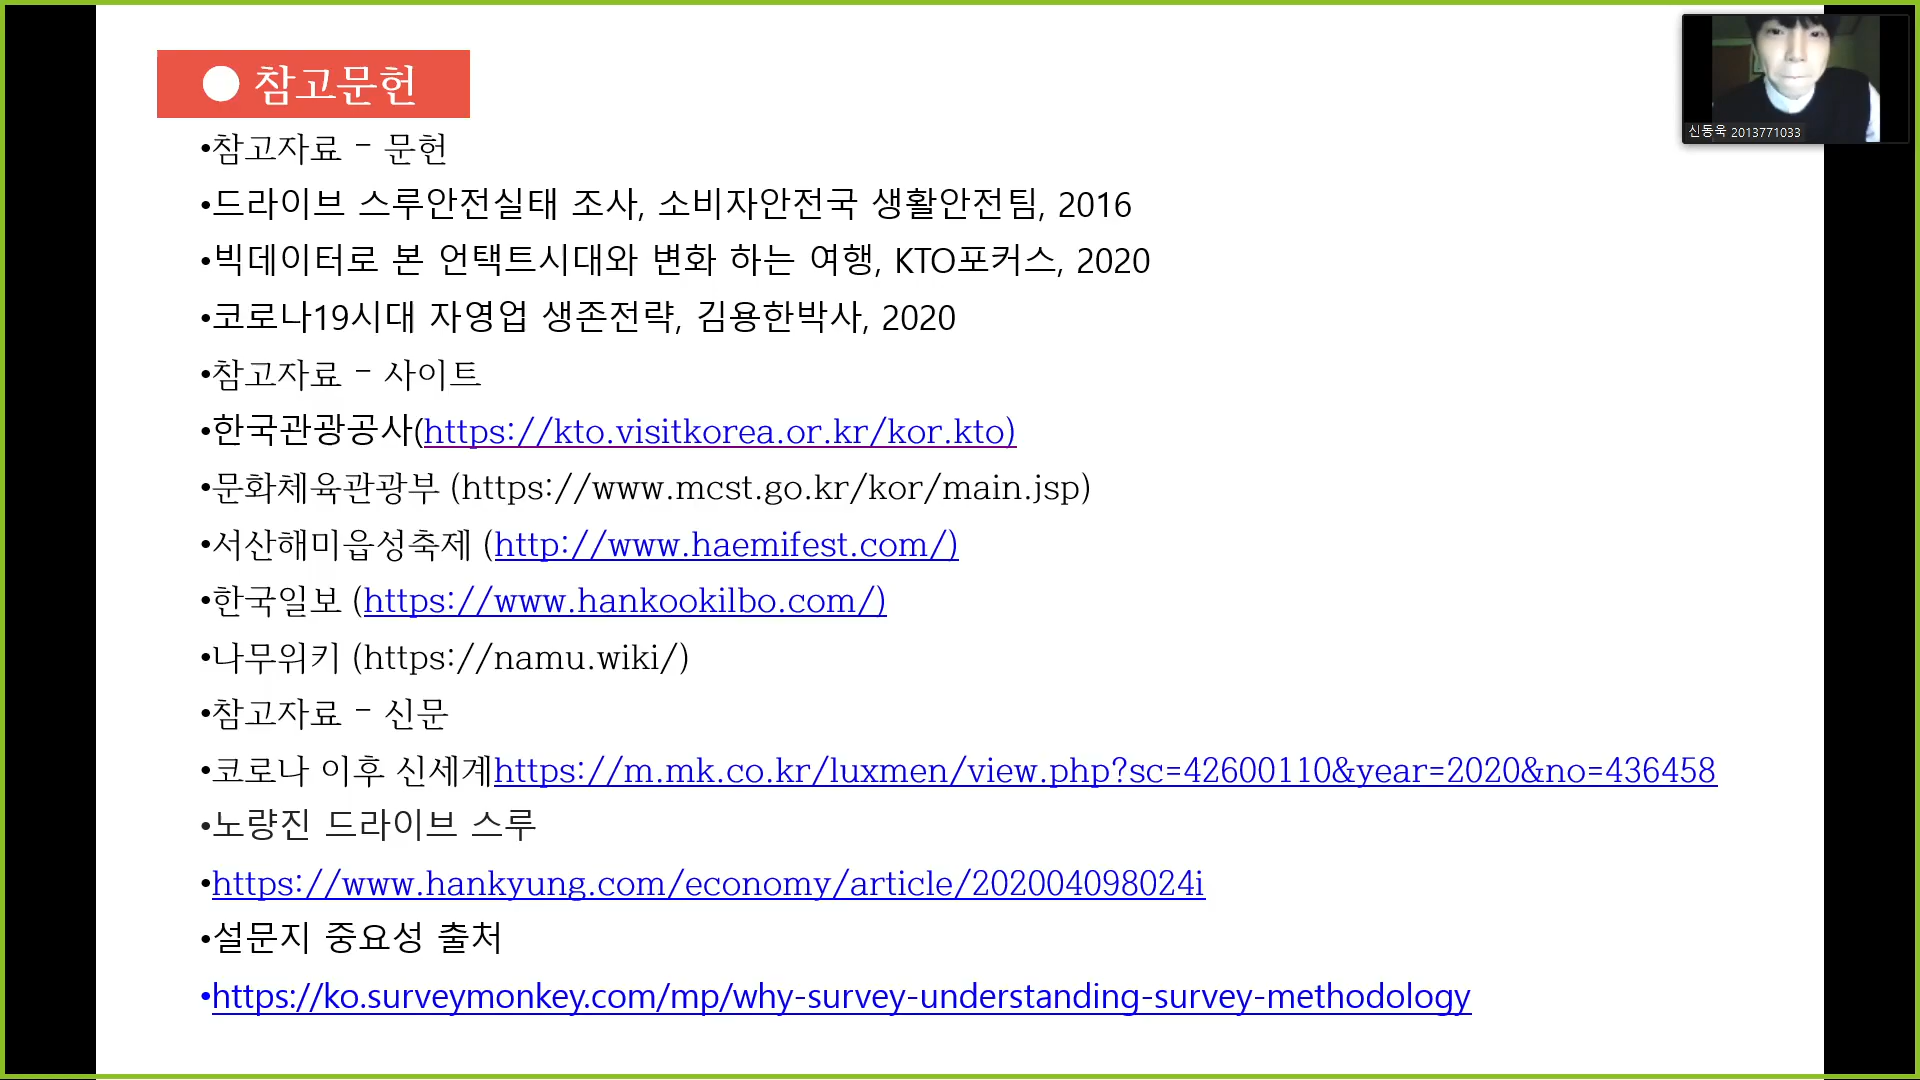 ● 참고문헌
•참고자료 - 문헌
•드라이브 스루안전실태 조사, 소비자안전국 생활안전팀, 2016
•빅데이터로 본 언택트시대와 변화 하는 여행, KTO포커스, 2020
•코로나19시대 자영업 생존전략, 김용한박사, 2020
•참고자료 - 사이트
•한국관광공사(https://kto.visitkorea.or.kr/kor.kto)
•문화체육관광부 (https://www.mcst.go.kr/kor/main.jsp)
•서산해미읍성축제 (http://www.haemifest.com/)
•한국일보 (https://www.hankookilbo.com/)
•나무위키 (https://namu.wiki/)
•참고자료 - 신문
•코로나 이후 신세계https://m.mk.co.kr/luxmen/view.php?sc=42600110&year=2020&no=436458
•노량진 드라이브 스루
•https://www.hankyung.com/economy/article/202004098024i
•설문지 중요성 출처
•https://ko.surveymonkey.com/mp/why-survey-understanding-survey-methodology
신동욱 2013771033